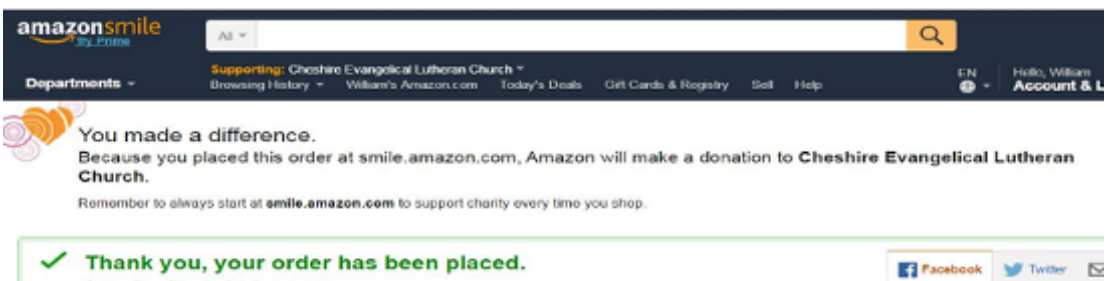 amazonsmile
Try Prime
All
Supporting: Cheshire Evangelical Lutheran Church
Departments
Browsing History William's Amazon.com Today's Deals Gift Cards & Registry Sell Help
EN
Hello, William
Account & L
You made a difference.
Because you placed this order at smile.amazon.com, Amazon will make a donation to Cheshire Evangelical Lutheran
Church.
Remember to always start at smile.amazon.com to support charity every time you shop.
Thank you, your order has been placed.
Facebook Twitter